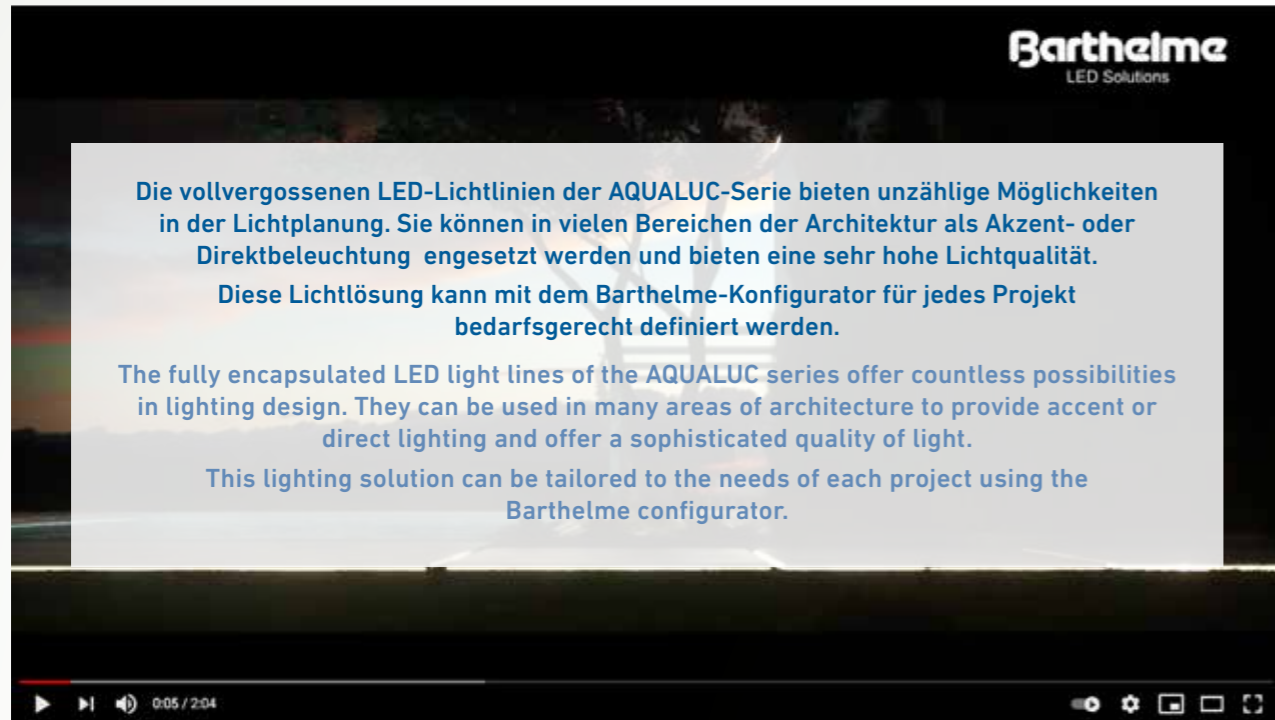 Barthelme
LED Solutions
Die vollvergossenen LED-Lichtlinien der AQUALUC-Serie bieten unzählige Möglichkeiten
in der Lichtplanung. Sie können in vielen Bereichen der Architektur als Akzent- oder
Direktbeleuchtung  engesetzt werden und bieten eine sehr hohe Lichtqualität.
Diese Lichtlösung kann mit dem Barthelme-Konfigurator für jedes Projekt
bedarfsgerecht definiert werden.
The fully encapsulated LED light lines of the AQUALUC series offer countless possibilities
in lighting design. They can be used in many areas of architecture to provide accent or
direct lighting and offer a sophisticated quality of light.
This lighting solution can be tailored to the needs of each project using the
Barthelme configurator.
0:05 / 2:04